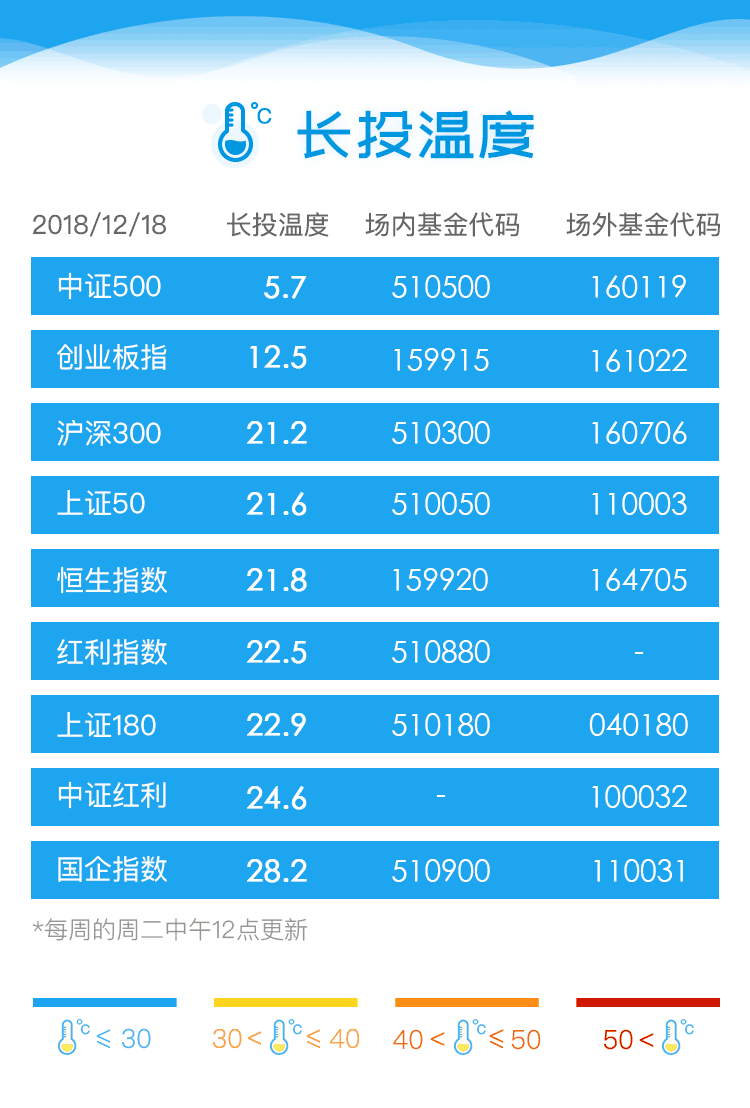 ℃ 长投温度
2018/12/18 长投温度 场内基金代码 场外基金代码
中证500 5.7 510500 160119
创业板指 12.5 159915 161022
沪深300 21.2 510300 160706
上证50 21.6 510050 110003
恒生指数 21.8 159920 164705
红利指数 22.5 510880 -
上证180 22.9 510180 040180
中证红利 24.6 - 100032
国企指数 28.2 510900 110031
*每周的周二中午12点更新
℃ ≤ 30 30 < ℃ ≤ 40 40 < ℃ ≤ 50 50 < ℃